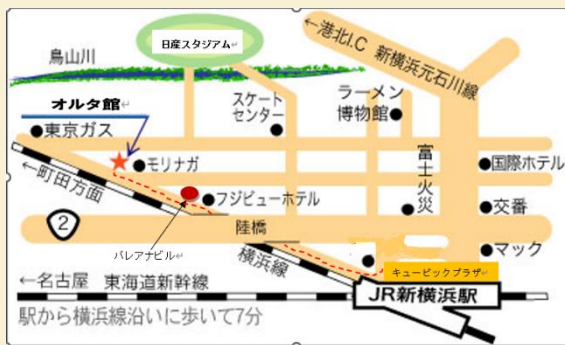 日産スタジアム
←港北I.C 新横浜元石川線
鳥山川
オルタ館
スケート
センター
ラーメン
博物館
東京ガス
モリナガ
富士火災
国際ホテル
←町田方面
フジビューホテル
交番
2
陸橋
バレアナビル
横浜線
マック
キュービックプラザ
←名古屋 東海道新幹線
JR新横浜駅
駅から横浜線沿いに歩いて7分